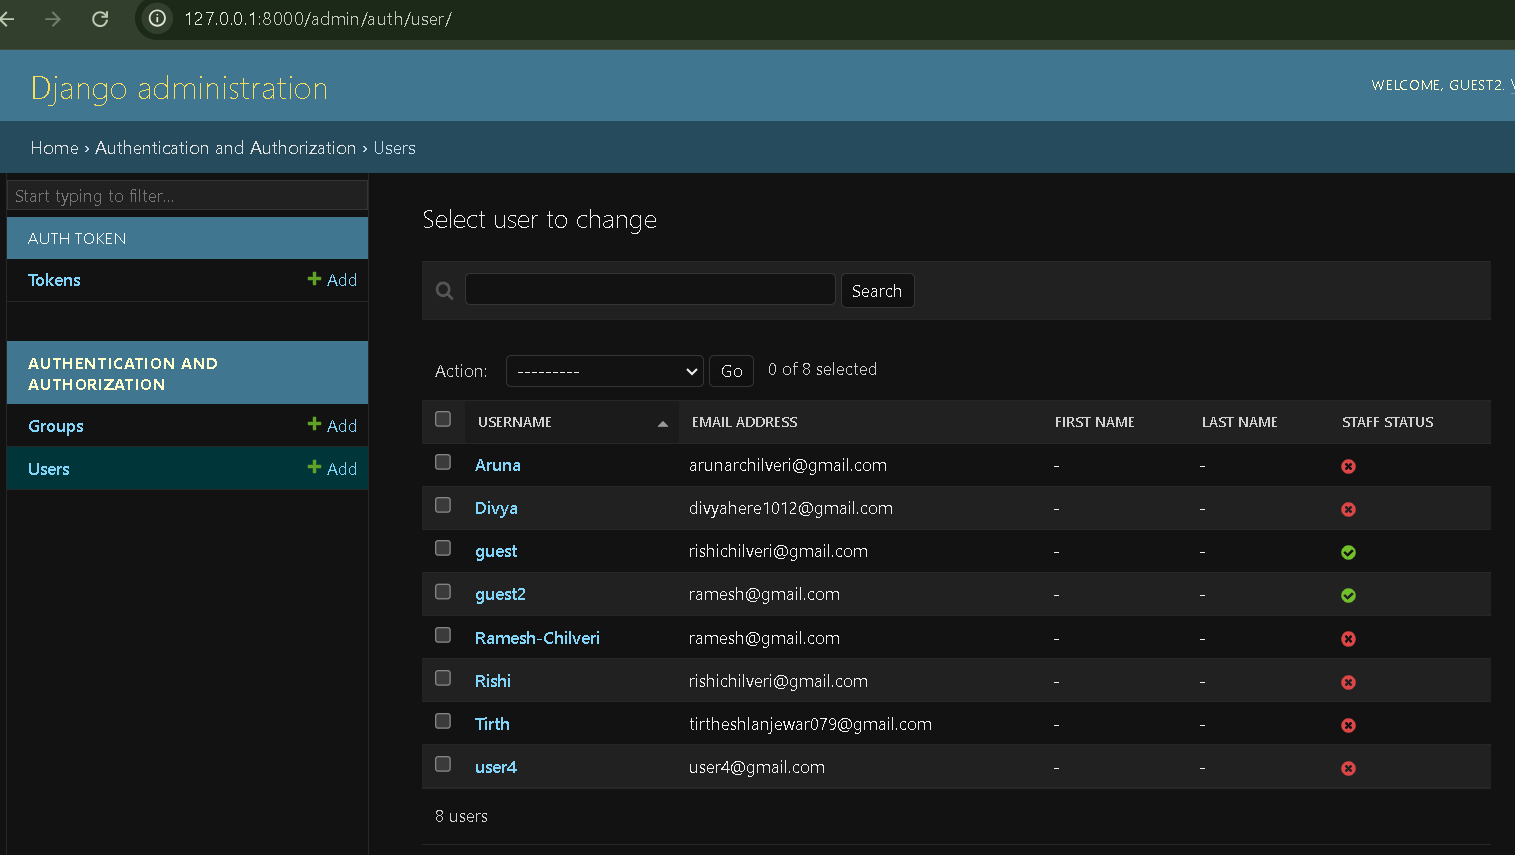 127.0.0.1:8000/admin/auth/user/
Django administration
WELCOME, GUEST2.
Home › Authentication and Authorization › Users
Start typing to filter...
AUTH TOKEN
Tokens + Add
AUTHENTICATION AND
AUTHORIZATION
Groups + Add
Users + Add
Select user to change
Search
Action: --------- Go 0 of 8 selected
USERNAME EMAIL ADDRESS FIRST NAME LAST NAME STAFF STATUS
Aruna arunarchilveri@gmail.com - -
Divya divyahere1012@gmail.com - -
guest rishichilveri@gmail.com - -
guest2 ramesh@gmail.com - -
Ramesh-Chilveri ramesh@gmail.com - -
Rishi rishichilveri@gmail.com - -
Tirth tirtheshlanjewar079@gmail.com - -
user4 user4@gmail.com - -
8 users